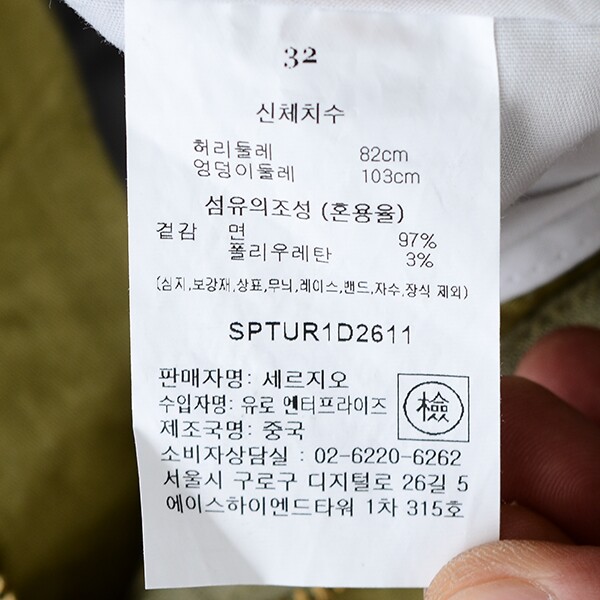 32
신체치수
허리둘레 82cm
엉덩이둘레 103cm
섬유의조성 (혼용율)
겉감 면 97%
폴리우레탄 3%
(심지,보강재,상표,무늬,레이스,밴드,자수,장식 제외)
SPTUR1D2611
판매자명: 세르지오
수입자명: 유로 엔터프라이즈
檢
제조국명: 중국
소비자상담실 : 02-6220-6262
서울시 구로구 디지털로 26길 5
에이스하이엔드타워 1차 315호